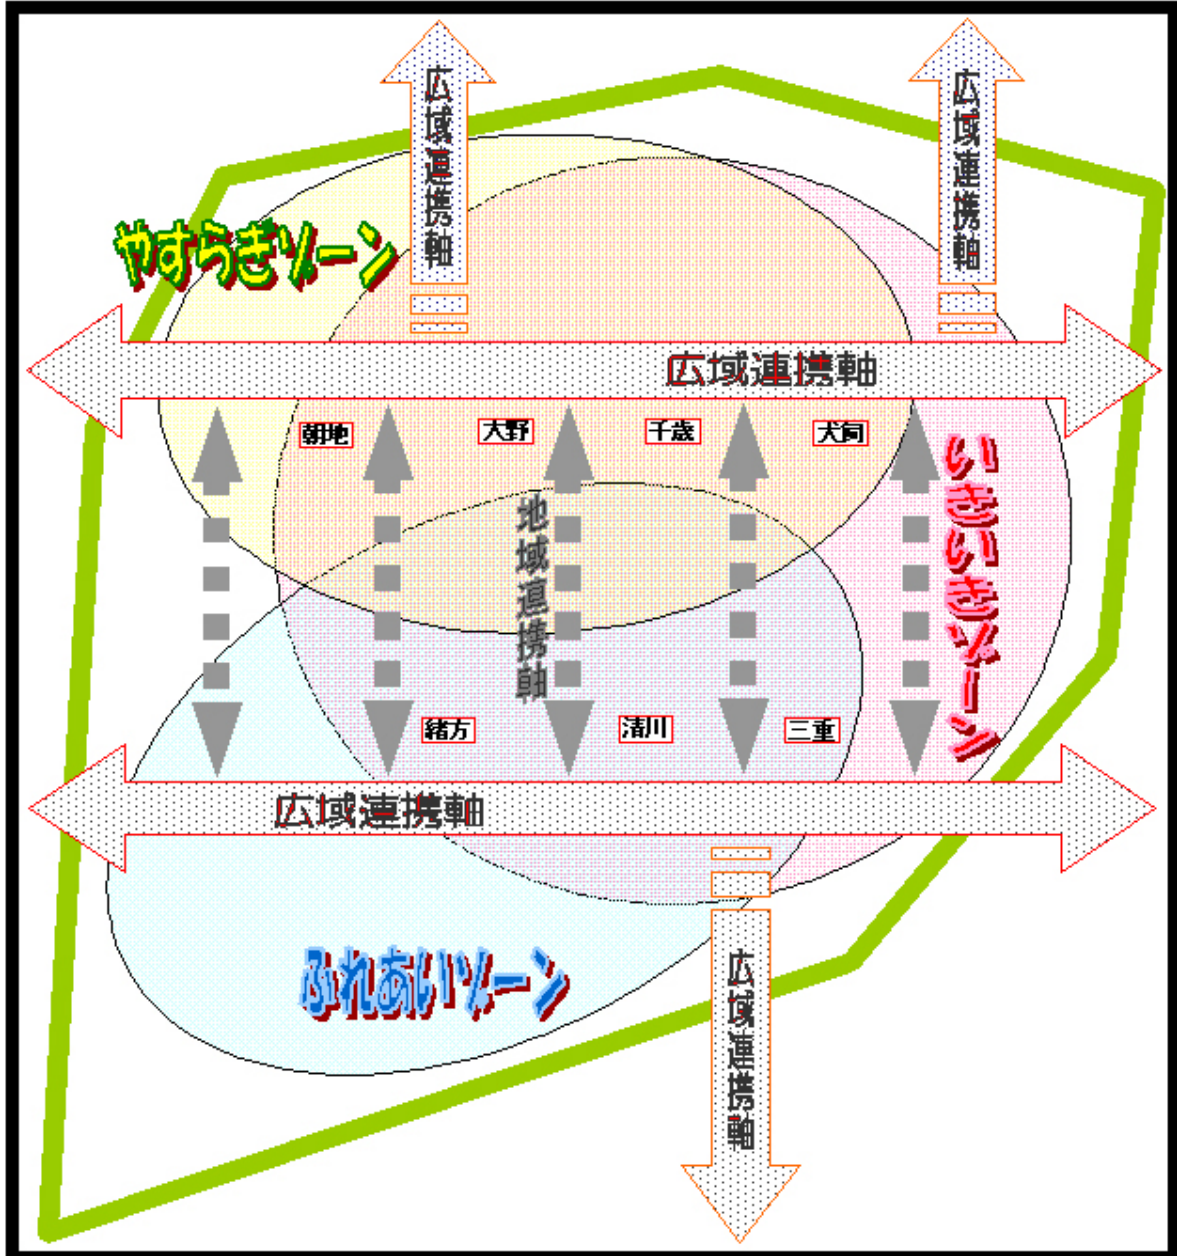 広域連携軸
広域連携軸
やすらぎゾーン
広域連携軸
朝地
大野
千歳
犬飼
いきいきゾーン
地域連携軸
緒方
清川
三重
広域連携軸
ふれあいゾーン
広域連携軸